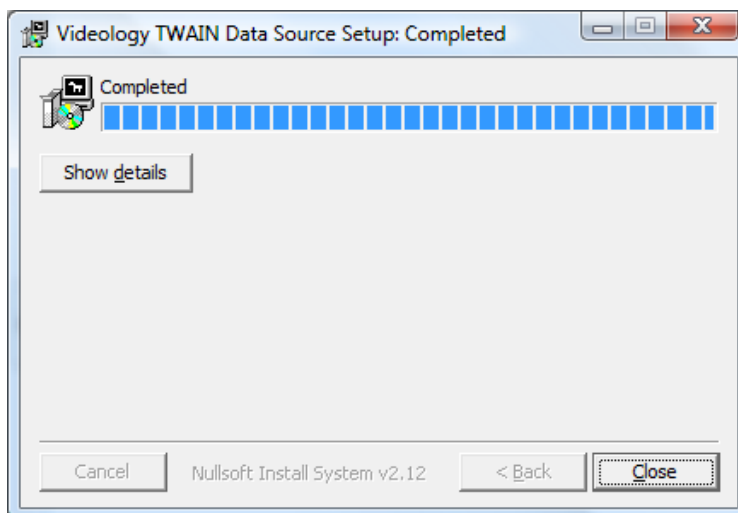 Videology TWAIN Data Source Setup: Completed
Completed
Show details
Cancel
Nullsoft Install System v2.12
< Back
Close